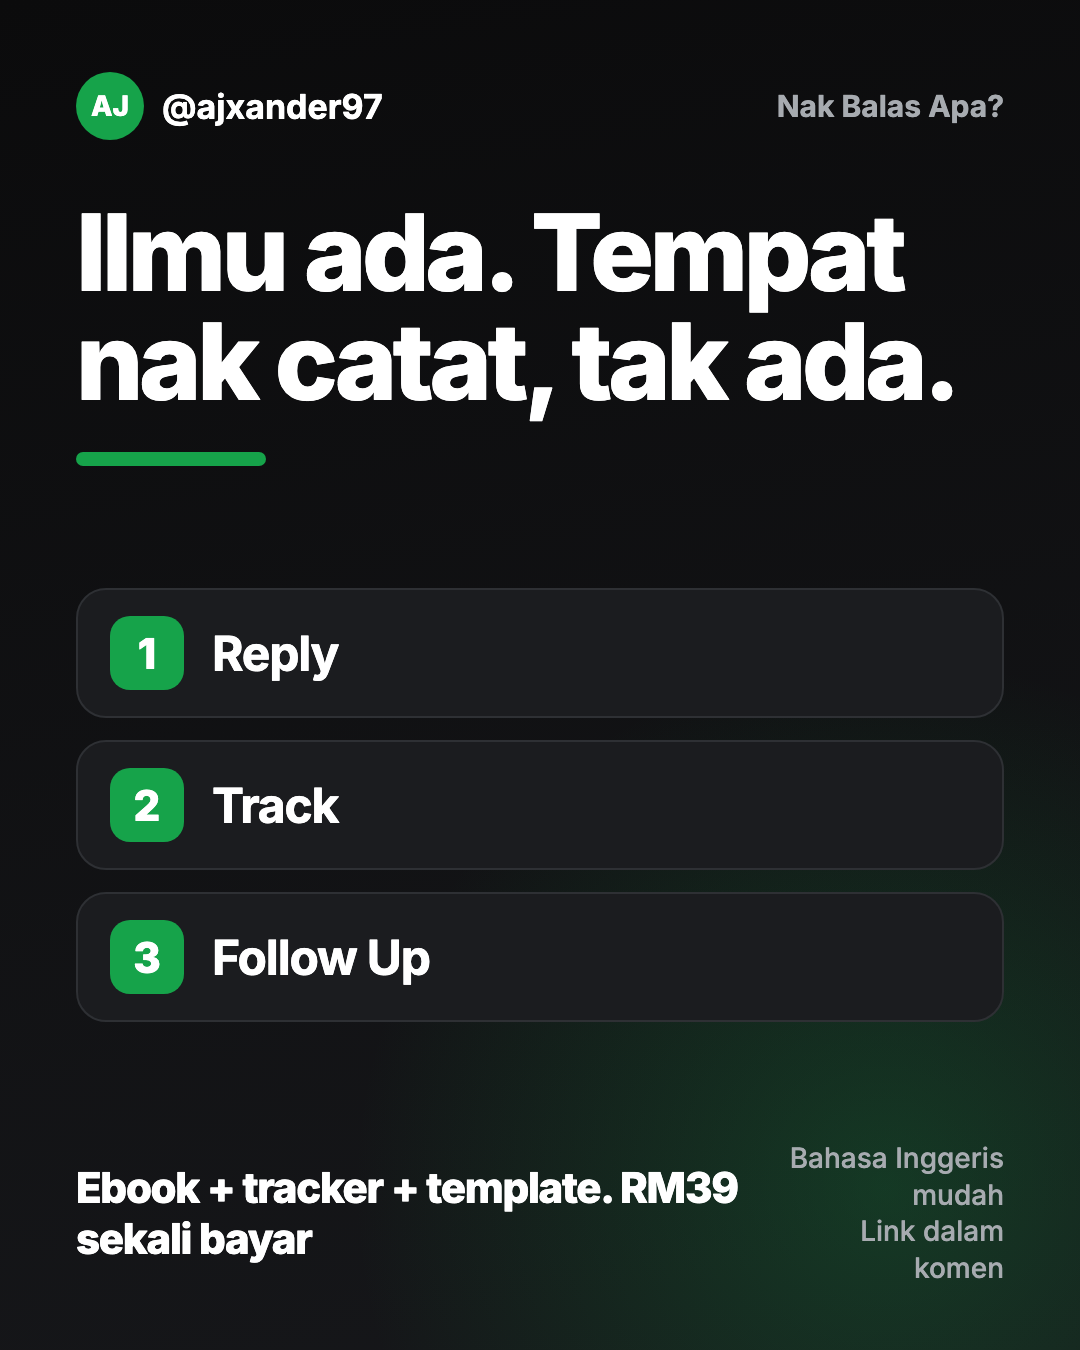 AJ @ajxander97
Nak Balas Apa?
Ilmu ada. Tempat
nak catat, tak ada.
1 Reply
2 Track
3 Follow Up
Ebook + tracker + template. RM39
sekali bayar
Bahasa Inggeris
mudah
Link dalam
komen